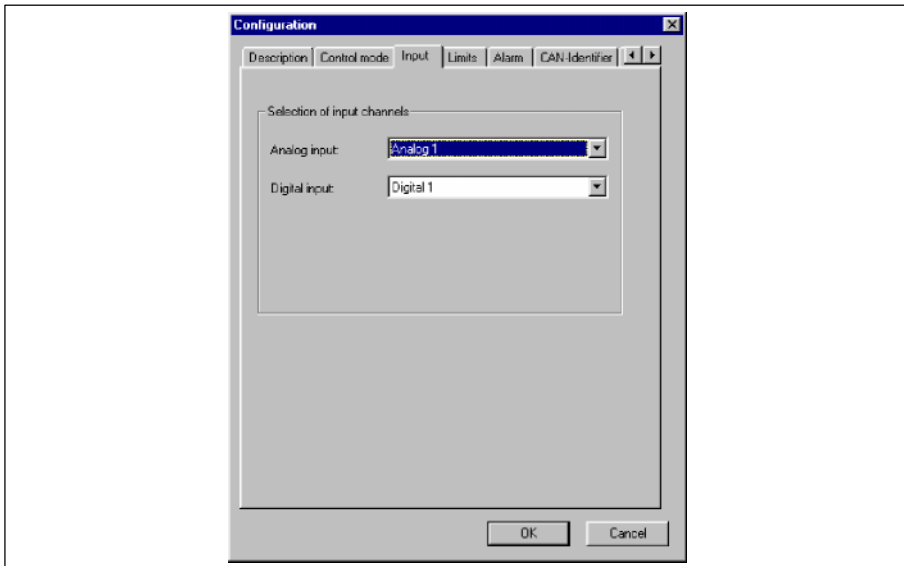 Configuration
Description Control mode Input Limits Alarm CAN-Identifier
Selection of input channels
Analog input: Analog 1
Digital input: Digital 1
OK Cancel